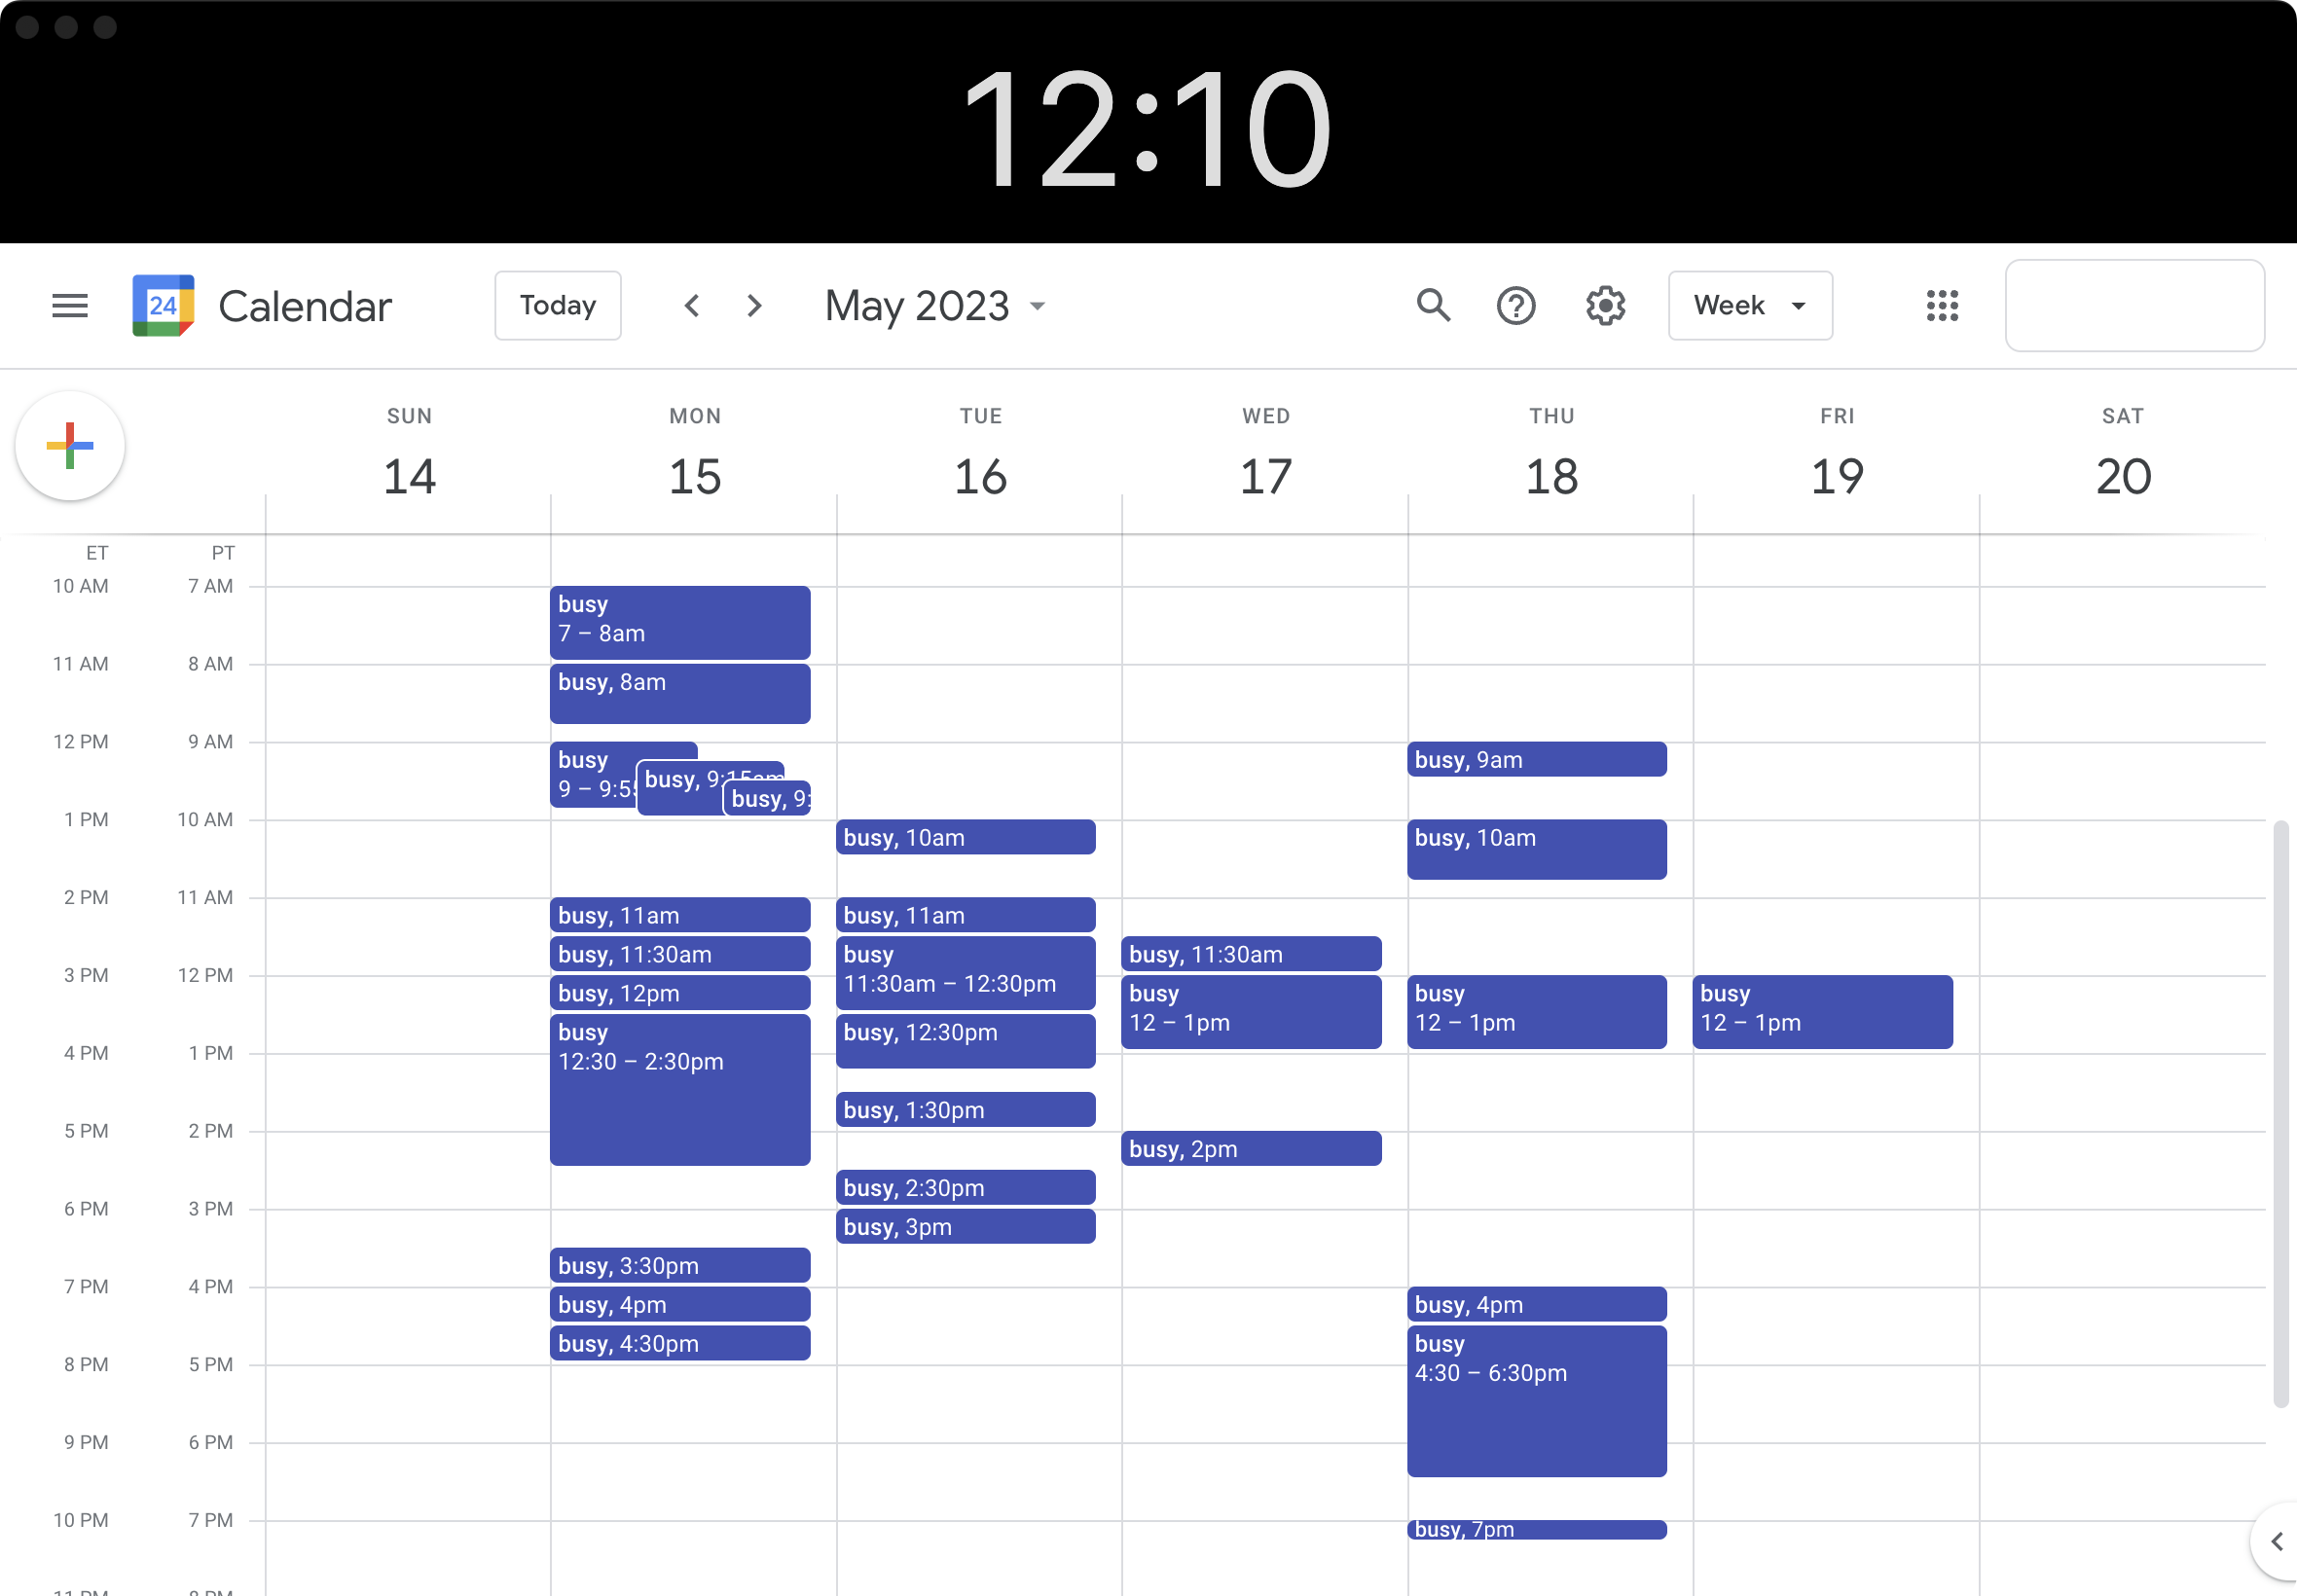 12:10
24
Calendar
Today
May 2023
Week
SUN
14
MON
15
TUE
16
WED
17
THU
18
FRI
19
SAT
20
ET PT
10 AM 7 AM
11 AM 8 AM
12 PM 9 AM
1 PM 10 AM
2 PM 11 AM
3 PM 12 PM
4 PM 1 PM
5 PM 2 PM
6 PM 3 PM
7 PM 4 PM
8 PM 5 PM
9 PM 6 PM
10 PM 7 PM
11 PM 8 PM
busy
7 – 8am
busy, 8am
busy
9 – 9:55
busy, 9:15am
busy, 9:
busy, 11am
busy, 11:30am
busy, 12pm
busy
12:30 – 2:30pm
busy, 3:30pm
busy, 4pm
busy, 4:30pm
busy, 10am
busy, 11am
busy
11:30am – 12:30pm
busy, 12:30pm
busy, 1:30pm
busy, 2:30pm
busy, 3pm
busy, 11:30am
busy
12 – 1pm
busy, 2pm
busy, 9am
busy, 10am
busy
12 – 1pm
busy, 4pm
busy
4:30 – 6:30pm
busy, 7pm
busy
12 – 1pm